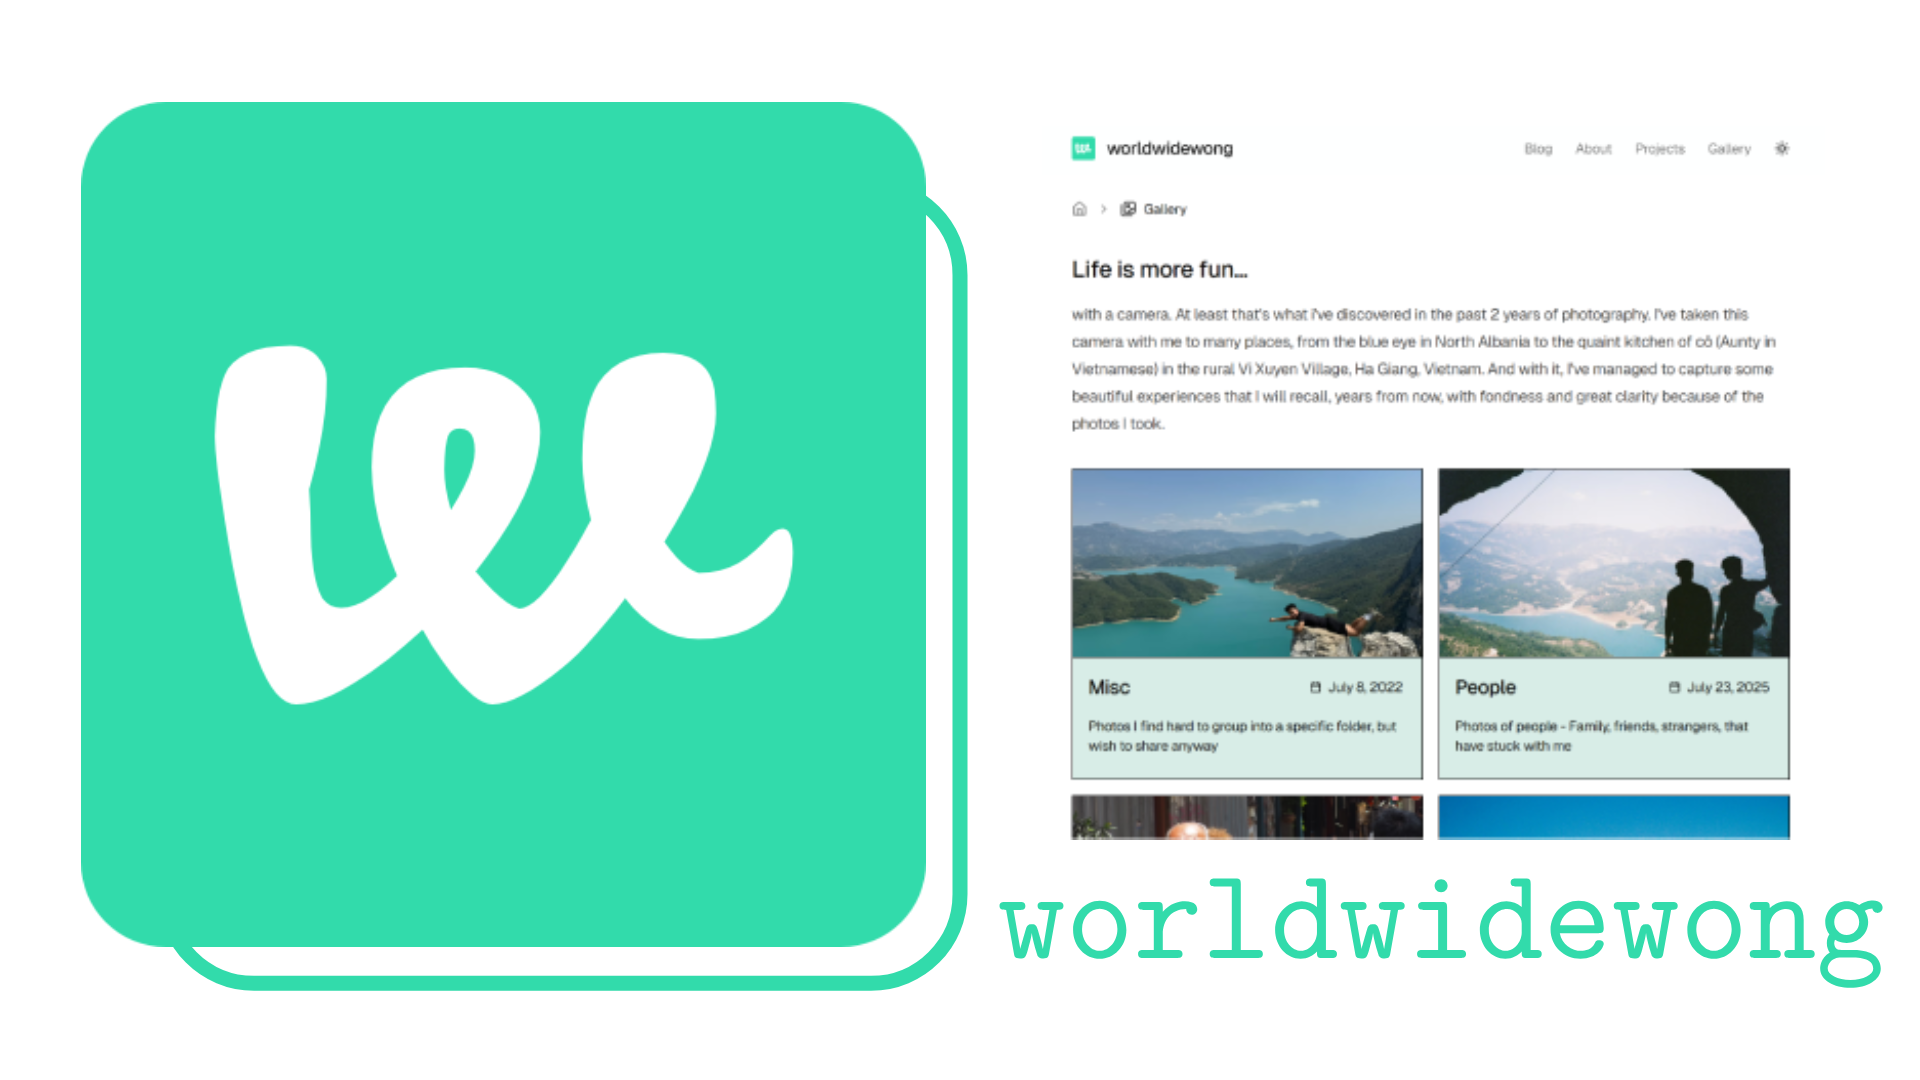 w
worldwidewong
Blog About Projects Gallery
Gallery
Life is more fun...
with a camera. At least that's what i've discovered in the past 2 years of photography. I've taken this
camera with me to many places, from the blue eye in North Albania to the quaint kitchen of cô (Aunty in
Vietnamese) in the rural Vi Xuyen Village, Ha Giang, Vietnam. And with it, I've managed to capture some
beautiful experiences that I will recall, years from now, with fondness and great clarity because of the
photos I took.
Misc July 8, 2022
Photos I find hard to group into a specific folder, but
wish to share anyway
People July 23, 2025
Photos of people - Family, friends, strangers, that
have stuck with me
worldwidewong